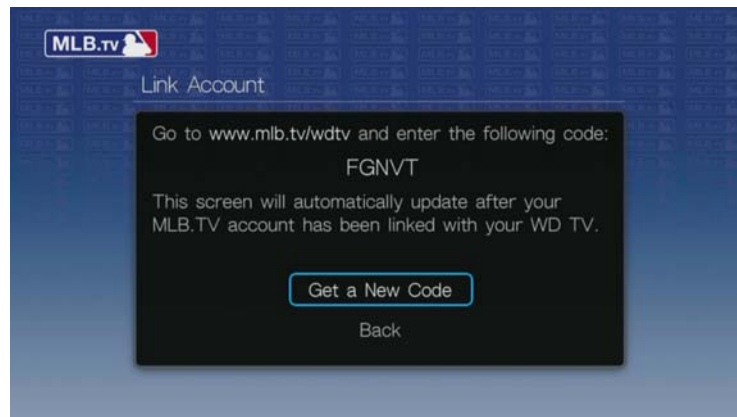 MLB.TV
Link Account
Go to www.mlb.tv/wdtv and enter the following code:
FGNVT
This screen will automatically update after your
MLB.TV account has been linked with your WD TV.
Get a New Code
Back